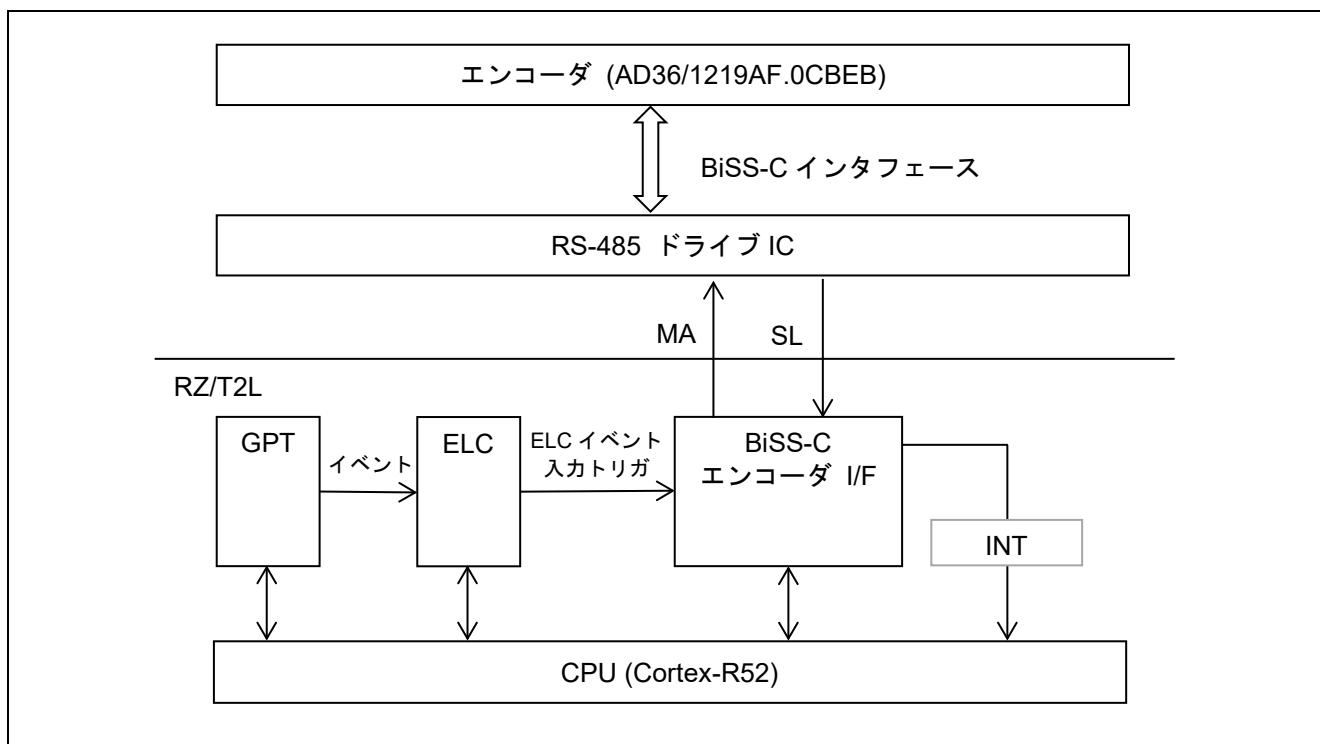 エンコーダ (AD36/1219AF.0CBEB)
BiSS-C インタフェース
RS-485 ドライブ IC
MA
SL
RZ/T2L
GPT
イベント
ELC
ELC イベント
入力トリガ
BiSS-C
エンコーダ I/F
INT
CPU (Cortex-R52)